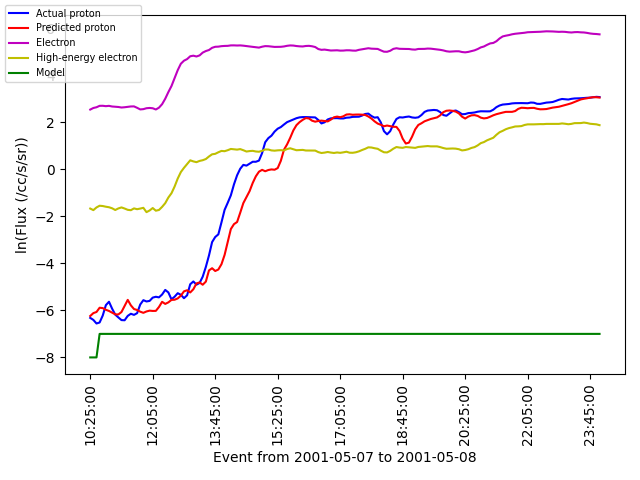 Actual proton
Predicted proton
Electron
High-energy electron
Model
ln(Flux (/cc/s/sr))
2
0
−2
−4
−6
−8
10:25:00
12:05:00
13:45:00
15:25:00
17:05:00
18:45:00
20:25:00
22:05:00
23:45:00
Event from 2001-05-07 to 2001-05-08